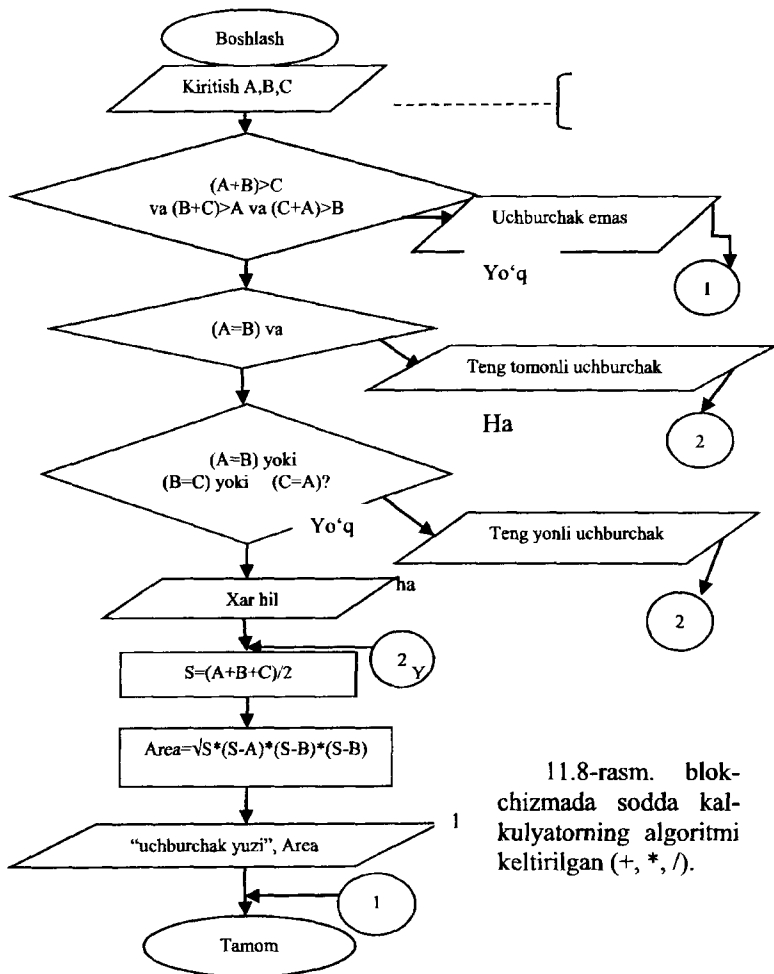 Boshlash
Kiritish A,B,C
(A+B)>C
va (B+C)>A va (C+A)>B
Uchburchak emas
Yo‘q
1
(A=B) va
Teng tomonli uchburchak
Ha
2
(A=B) yoki
(B=C) yoki (C=A)?
Yo‘q
Teng yonli uchburchak
ha
Xar hil
2
2
Y
S=(A+B+C)/2
Area=√S*(S-A)*(S-B)*(S-B)
11.8-rasm. blok-
chizmada sodda kal-
kulyatorning algoritmi
keltirilgan (+, *, /).
1
“uchburchak yuzi”, Area
1
Tamom